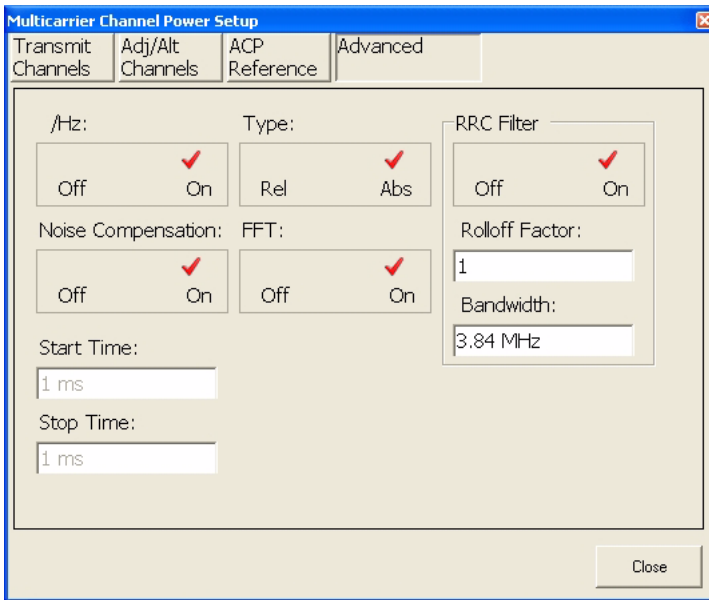 Multicarrier Channel Power Setup
Transmit Channels
Adj/Alt Channels
ACP Reference
Advanced
/Hz:
Off On
Type:
Rel Abs
RRC Filter
Off On
Noise Compensation:
Off On
FFT:
Off On
Rolloff Factor:
1
Bandwidth:
3.84 MHz
Start Time:
1 ms
Stop Time:
1 ms
Close